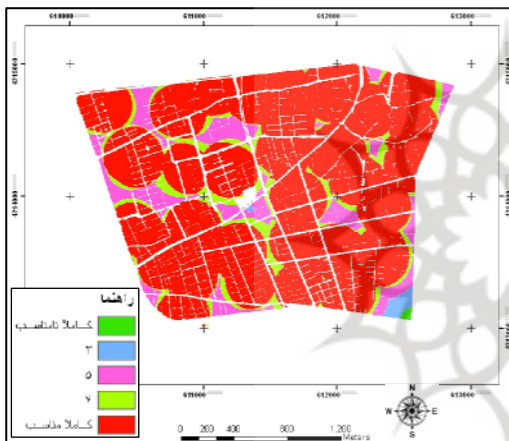 610000 611000 612000 613000
راهنما
کاملاً نامناسب
۳
۵
۷
کاملاً مناسب
611000 612000 613000
N
W E
S
0 200 400 800 1,200
Meters